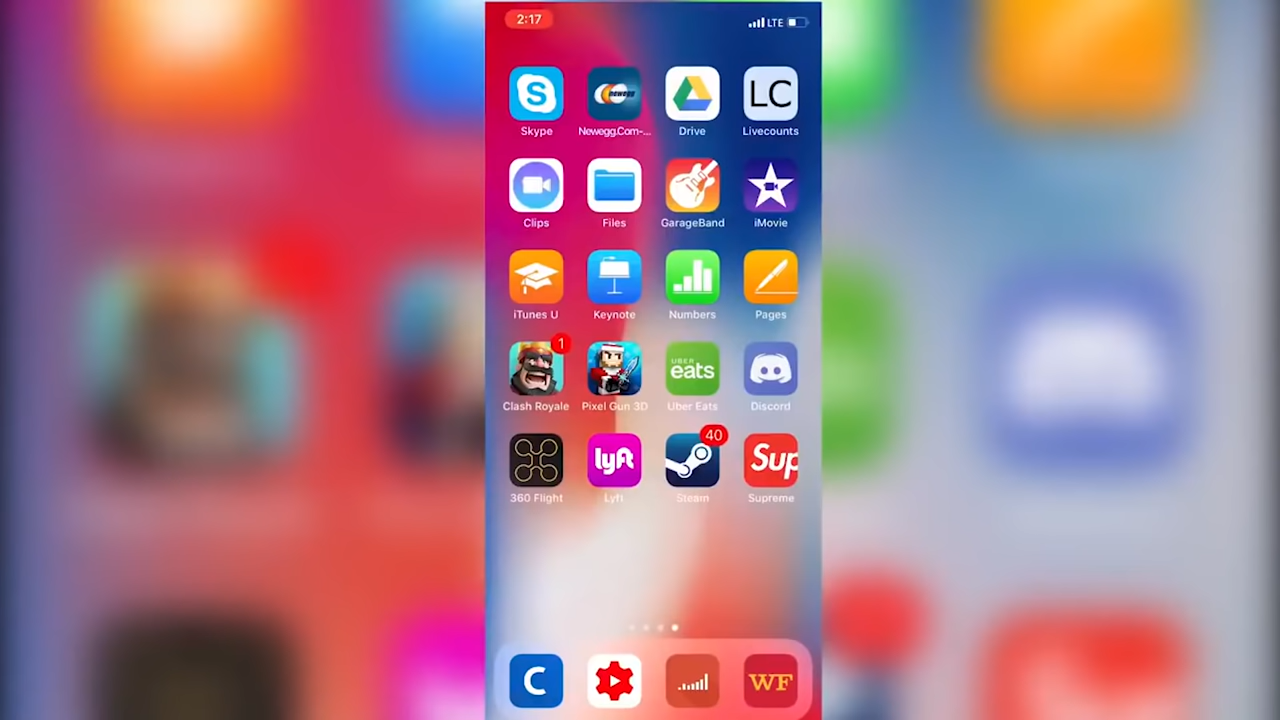 2:17
LTE
LC
newegg
Skype
Newegg.Com-...
Drive
Livecounts
Clips
Files
GarageBand
iMovie
iTunes U
Keynote
Numbers
Pages
1
UBER
eats
Clash Royale
Pixel Gun 3D
Uber Eats
Discord
40
lyft
Sup
360 Flight
Lyft
Steam
Supreme
C
WF